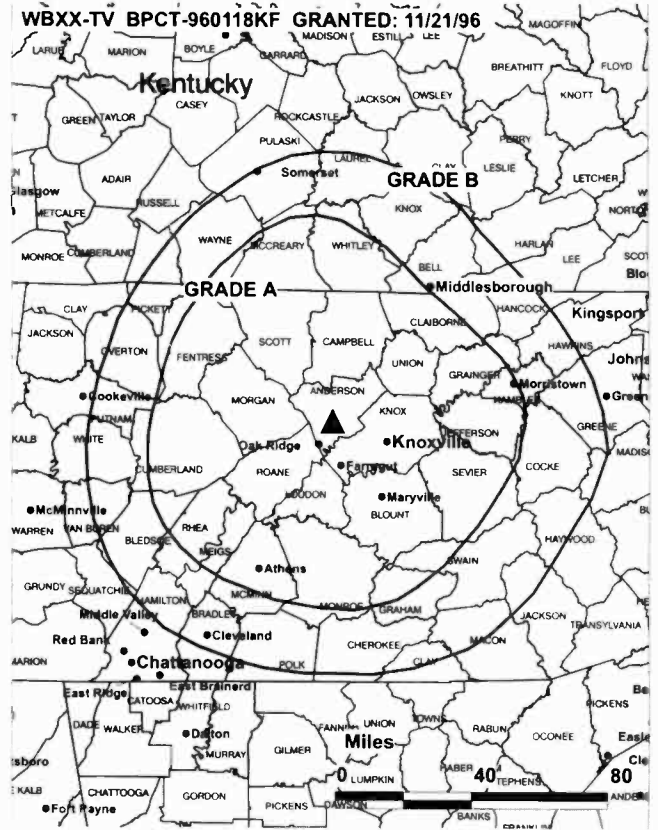 WBXX-TV BPCT-960118KF GRANTED: 11/21/96
MAGOFFIN
MADISON ESTILL LEE
LARUE MARION BOYLE
GARRARD
BREATHITT FLOYD
Kentucky
CASEY
JACKSON OWSLEY KNOTT
GREEN TAYLOR
ROCKCASTLE
PULASKI
PERRY
LAUREL CLAY LESLIE
ADAIR
Somerset
LETCHER
GRADE B
RUSSELL
METCALFE
KNOX
WAYNE
MCCREARY WHITLEY
HARLAN
MONROE CUMBERLAND
LEE
BELL
Middlesborough
GRADE A
CLAY PICKETT
HANCOCK
Kingsport
CLAIBORNE
JACKSON
SCOTT CAMPBELL
OVERTON
FENTRESS
UNION
HAWKINS
GRAINGER
ANDERSON
Morristown
Cookeville
MORGAN
HAMBLEN
PUTNAM
KNOX
GREENE
WHITE
Oak Ridge
Knoxville
JEFFERSON
CUMBERLAND
Farragut
ROANE
SEVIER
COCKE
LOUDON
Maryville
BLOUNT
McMinnville
WARREN VAN BUREN
RHEA
BLEDSOE
MEIGS
HAYWOOD
SWAIN
Athens
GRUNDY SEQUATCHIE
HAMILTON
MCMINN
MONROE
GRAHAM
JACKSON
TRANSYLVANIA
Middle Valley
BRADLEY
Red Bank
Cleveland
CHEROKEE
MACON
MARION
Chattanooga
POLK
CLAY
East Ridge
East Brainerd
CATOOSA
WHITFIELD
PICKENS
DADE WALKER
Dalton
FANNIN UNION TOWNS
RABUN OCONEE
MURRAY
GILMER
Miles
HABER
0 40 80
LUMPKIN
STEPHENS
CHATTOOGA
GORDON
PICKENS DAWSON
BANKS
Fort Payne
FRANKLIN